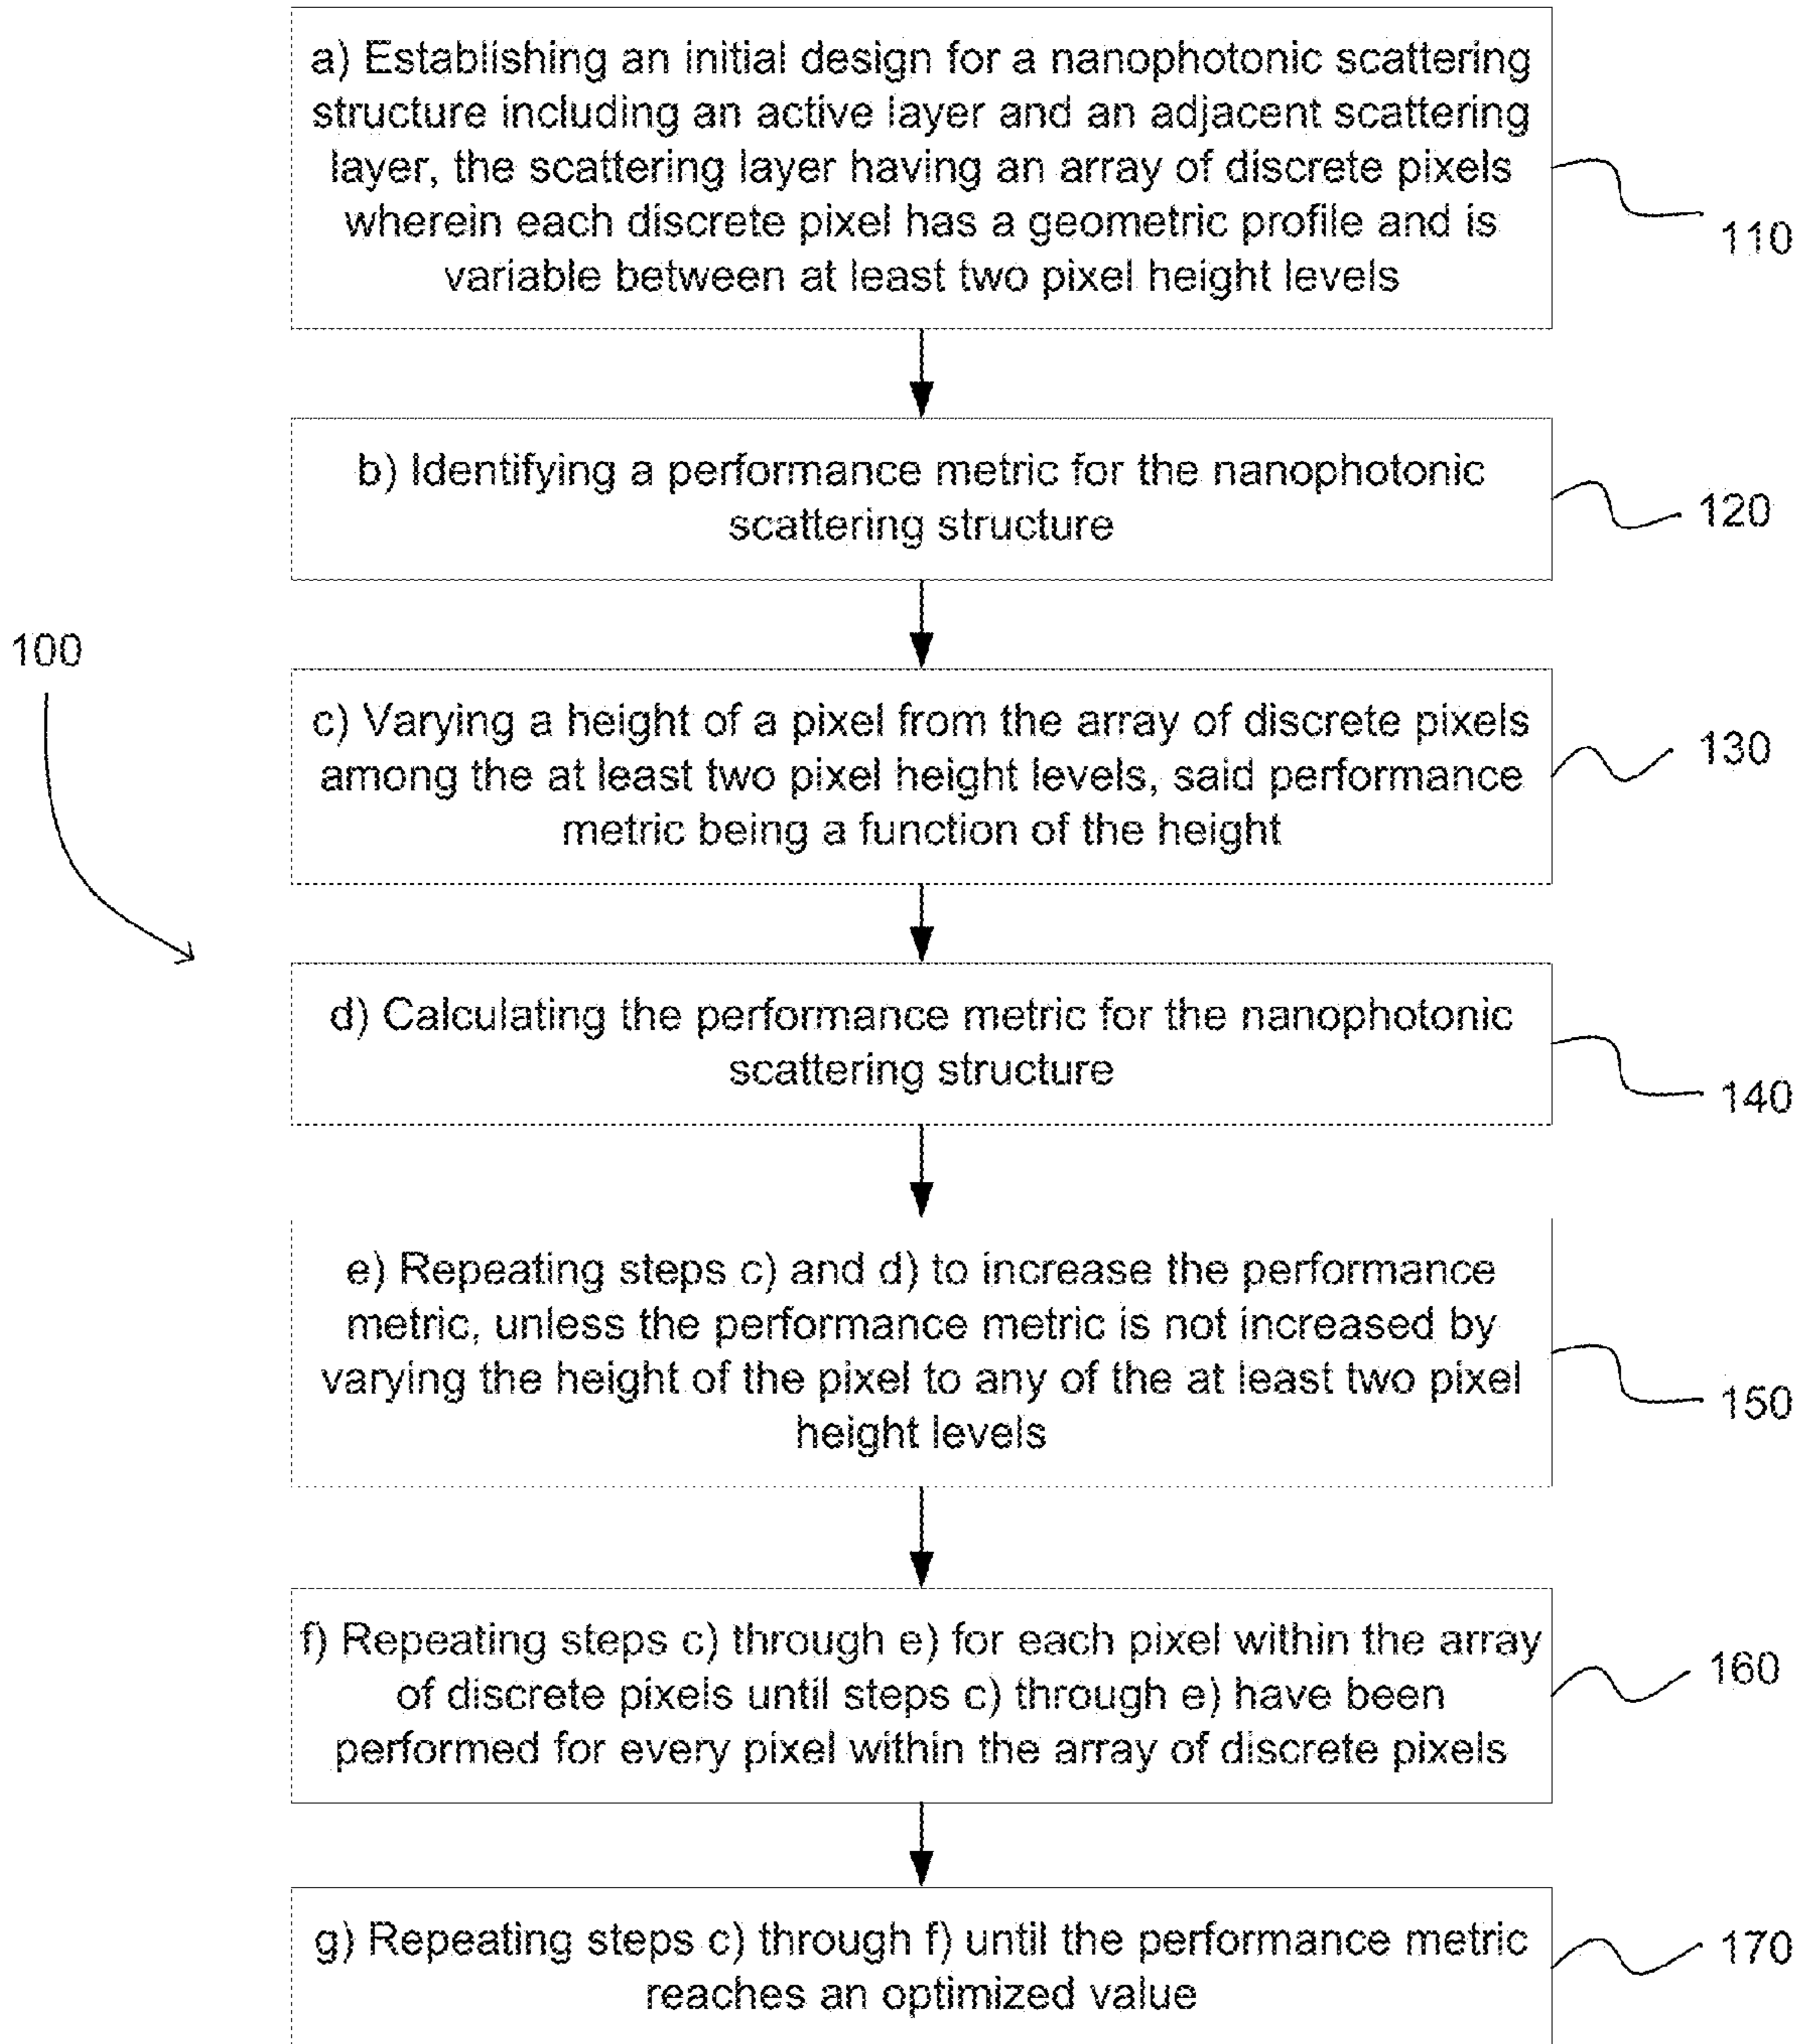 a) Establishing an initial design for a nanophotonic scattering
structure including an active layer and an adjacent scattering
layer, the scattering layer having an array of discrete pixels
wherein each discrete pixel has a geometric profile and is
variable between at least two pixel height levels
110
b) Identifying a performance metric for the nanophotonic
scattering structure
120
100
c) Varying a height of a pixel from the array of discrete pixels
among the at least two pixel height levels, said performance
metric being a function of the height
130
d) Calculating the performance metric for the nanophotonic
scattering structure
140
e) Repeating steps c) and d) to increase the performance
metric, unless the performance metric is not increased by
varying the height of the pixel to any of the at least two pixel
height levels
150
f) Repeating steps c) through e) for each pixel within the array
of discrete pixels until steps c) through e) have been
performed for every pixel within the array of discrete pixels
160
g) Repeating steps c) through f) until the performance metric
reaches an optimized value
170